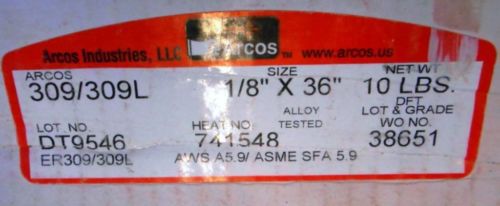 Arcos Industries, LLC ARCOS ™ www.arcos.us
ARCOS SIZE NET WT
309/309L 1/8" X 36" 10 LBS.
DFT
ALLOY LOT & GRADE
LOT NO HEAT NO TESTED WO NO.
DT9546 741548 38651
ER309/309L AWS A5.9/ ASME SFA 5.9